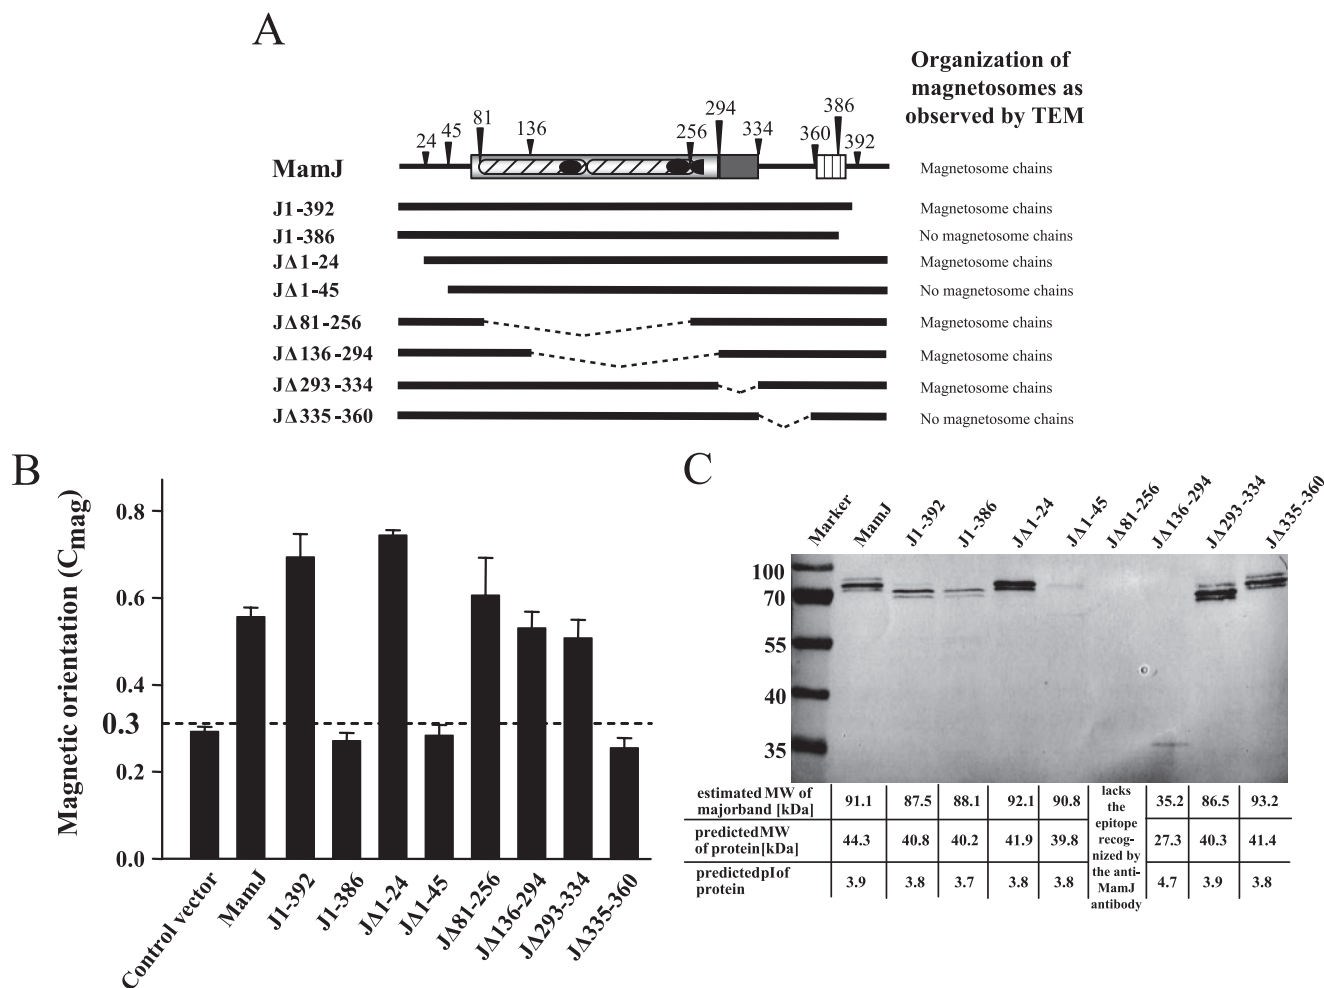 A
Organization of
magnetosomes as
observed by TEM
24
45
81
136
256
294
334
360
386
392
MamJ
Magnetosome chains
J1-392
Magnetosome chains
J1-386
No magnetosome chains
JΔ1-24
Magnetosome chains
JΔ1-45
No magnetosome chains
JΔ81-256
Magnetosome chains
JΔ136-294
Magnetosome chains
JΔ293-334
Magnetosome chains
JΔ335-360
No magnetosome chains
B
Magnetic orientation (Cmag)
0.8
0.6
0.4
0.3
0.2
0.0
Control vector
MamJ
J1-392
J1-386
JΔ1-24
JΔ1-45
JΔ81-256
JΔ136-294
JΔ293-334
JΔ335-360
C
Marker
MamJ
J1-392
J1-386
JΔ1-24
JΔ1-45
JΔ81-256
JΔ136-294
JΔ293-334
JΔ335-360
100
70
55
40
35
estimated MW of
majorband [kDa]
91.1 87.5 88.1 92.1 90.8 35.2 86.5 93.2
predicted MW
of protein[kDa]
44.3 40.8 40.2 41.9 39.8 27.3 40.3 41.4
predictedpIof
protein
3.9 3.8 3.7 3.8 3.8 4.7 3.9 3.8
lacks
the
epitope
recog-
nized by
the anti-
MamJ
antibody